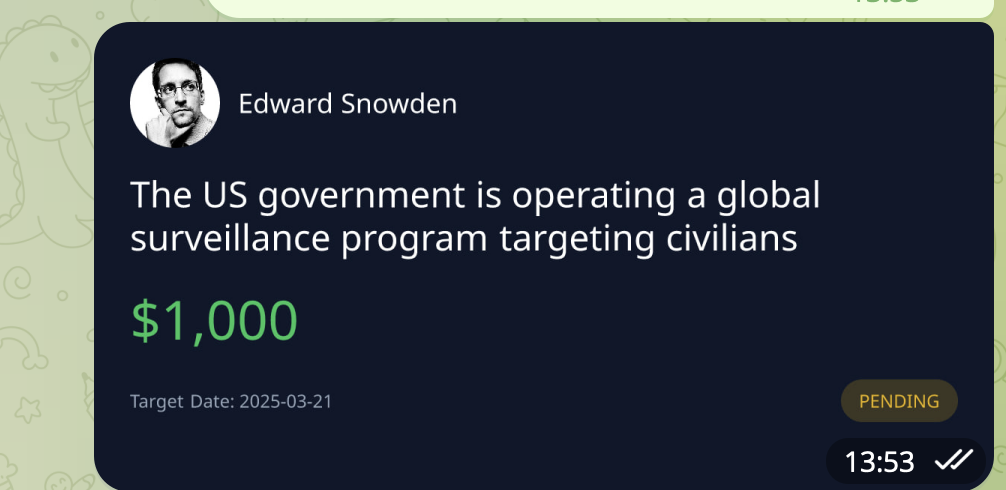 Edward Snowden
The US government is operating a global
surveillance program targeting civilians
$1,000
Target Date: 2025-03-21
PENDING
13:53